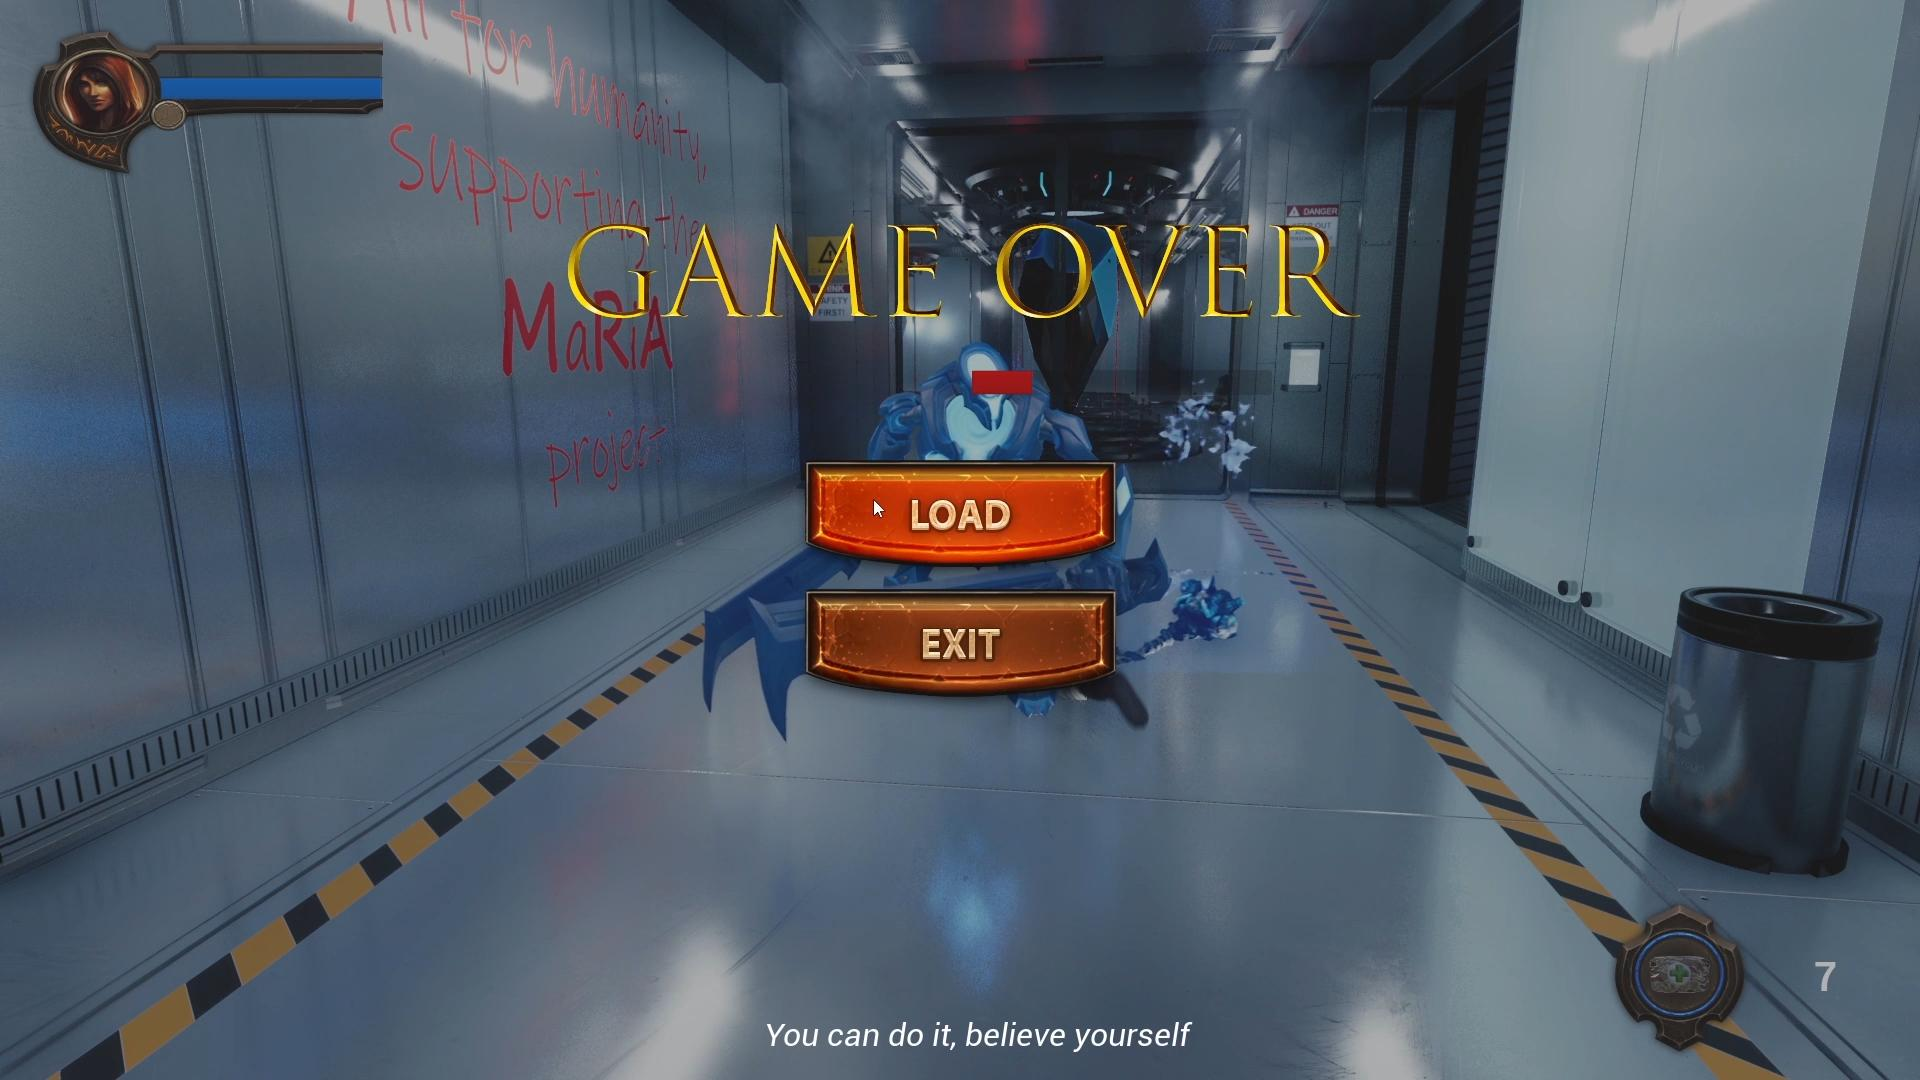 All for humanity,
Supporting the
MaRiA
project
GAME OVER
DANGER
THINK
SAFETY
FIRST!
LOAD
EXIT
7
You can do it, believe yourself